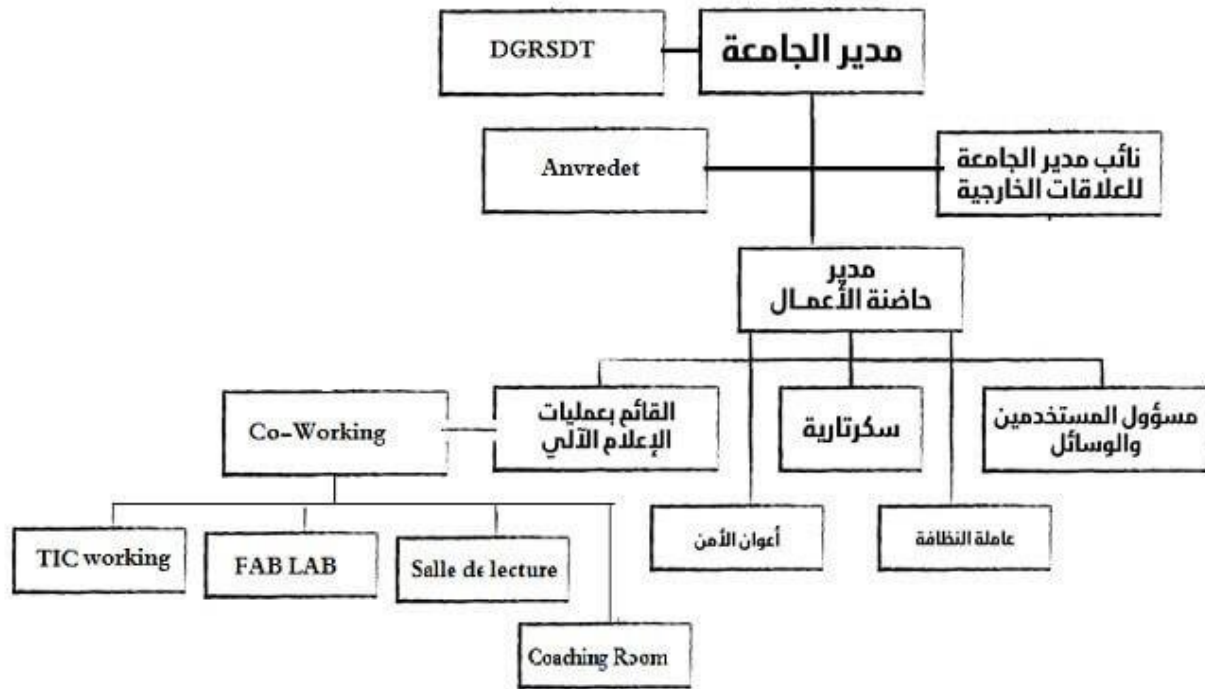 DGRSDT
مدير الجامعة
Anvredet
نائب مدير الجامعة
للعلاقات الخارجية
مدير
حاضنة الأعمــال
Co-Working
القائم بعمليات
الإعلام الآلي
سكرتارية
مسؤول المستخدمين
والوسائل
TIC working
FAB LAB
Salle de lecture
أعوان الأمن
عاملة النظافة
Coaching Room